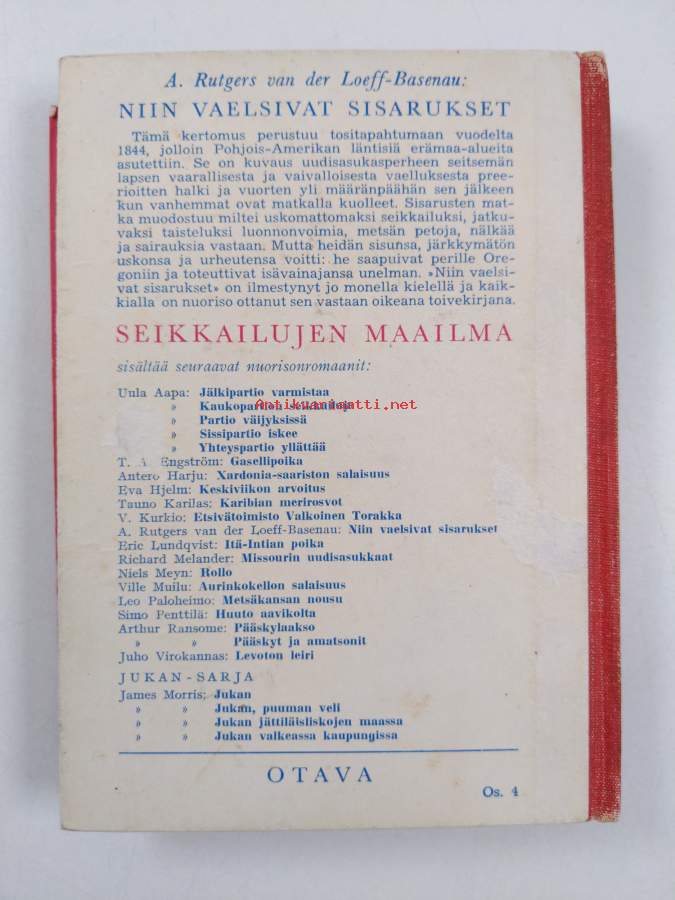 A. Rutgers van der Loeff-Basenau:
NIIN VAELSIVAT SISARUKSET
Tämä kertomus perustuu tositapahtumaan vuodelta
1844, jolloin Pohjois-Amerikan läntisiä erämaa-alueita
asutettiin. Se on kuvaus uudisasukasperheen seitsemän
lapsen vaarallisesta ja vaivalloisesta vaelluksesta pree-
rioitten halki ja vuorten yli määränpäähän sen jälkeen
kun vanhemmat ovat matkalla kuolleet. Sisarusten mat-
ka muodostuu miltei uskomattomaksi seikkailuksi, jatku-
vaksi taisteluksi luonnonvoimia, metsän petoja, nälkää
ja sairauksia vastaan. Mutta heidän sisunsa, järkkymätön
uskonsa ja urheutensa voitti: he saapuivat perille Ore-
goniin ja toteuttivat isävainajansa unelman. »Niin vaelsi-
vat sisarukset» on ilmestynyt jo monella kielellä ja kaik-
kialla on nuoriso ottanut sen vastaan oikeana toivekirjana.
SEIKKAILUJEN MAAILMA
sisältää seuraavat nuorisonromaanit:
Uula Aapa: Jälkipartio varmistaa
» Kaukopartion seikkailuja
Antikvariaatti.net
» Partio väijyksissä
» Sissipartio iskee
» Yhteyspartio yllättää
T. A. Engström: Gasellipoika
Antero Harju: Xardonia-saariston salaisuus
Eva Hjelm: Keskiviikon arvoitus
Tauno Karilas: Karibian merirosvot
V. Kurkio: Etsivätoimisto Valkoinen Torakka
A. Rutgers van der Loeff-Basenau: Niin vaelsivat sisarukset
Eric Lundqvist: Itä-Intian poika
Richard Melander: Missourin uudisasukkaat
Niels Meyn: Rollo
Ville Muilu: Aurinkokellon salaisuus
Leo Paloheimo: Metsäkansan nousu
Simo Penttilä: Huuto aavikolta
Arthur Ransome: Pääskylaakso
» » Pääskyt ja amatsonit
Juho Virokannas: Levoton leiri
JUKAN-SARJA
James Morris: Jukan
» » Jukan, puuman veli
» » Jukan jättiläisliskojen maassa
» » Jukan valkeassa kaupungissa
OTAVA
Os. 4